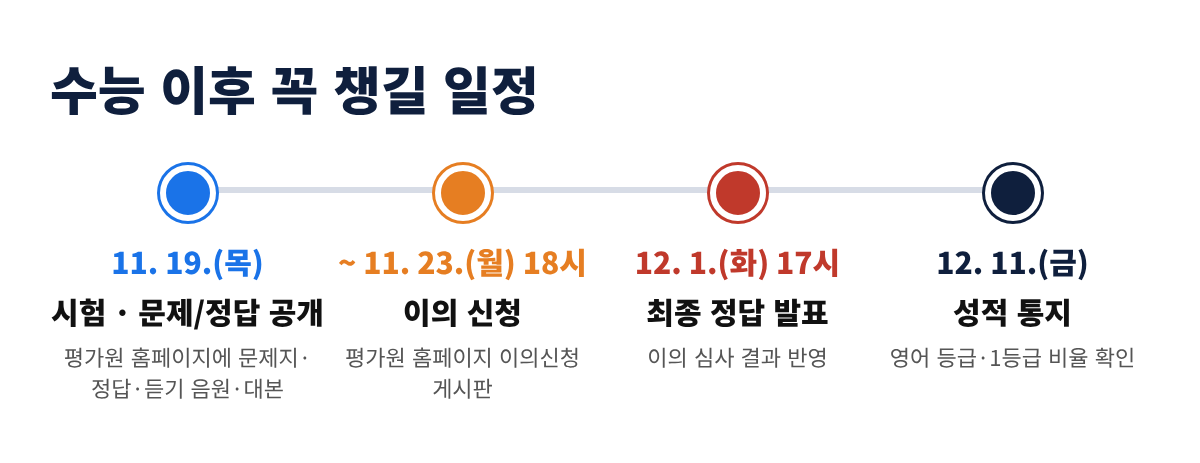 수능 이후 꼭 챙길 일정
11. 19.(목)
시험 · 문제/정답 공개
평가원 홈페이지에 문제지·
정답·듣기 음원·대본
~ 11. 23.(월) 18시
이의 신청
평가원 홈페이지 이의신청
게시판
12. 1.(화) 17시
최종 정답 발표
이의 심사 결과 반영
12. 11.(금)
성적 통지
영어 등급·1등급 비율 확인